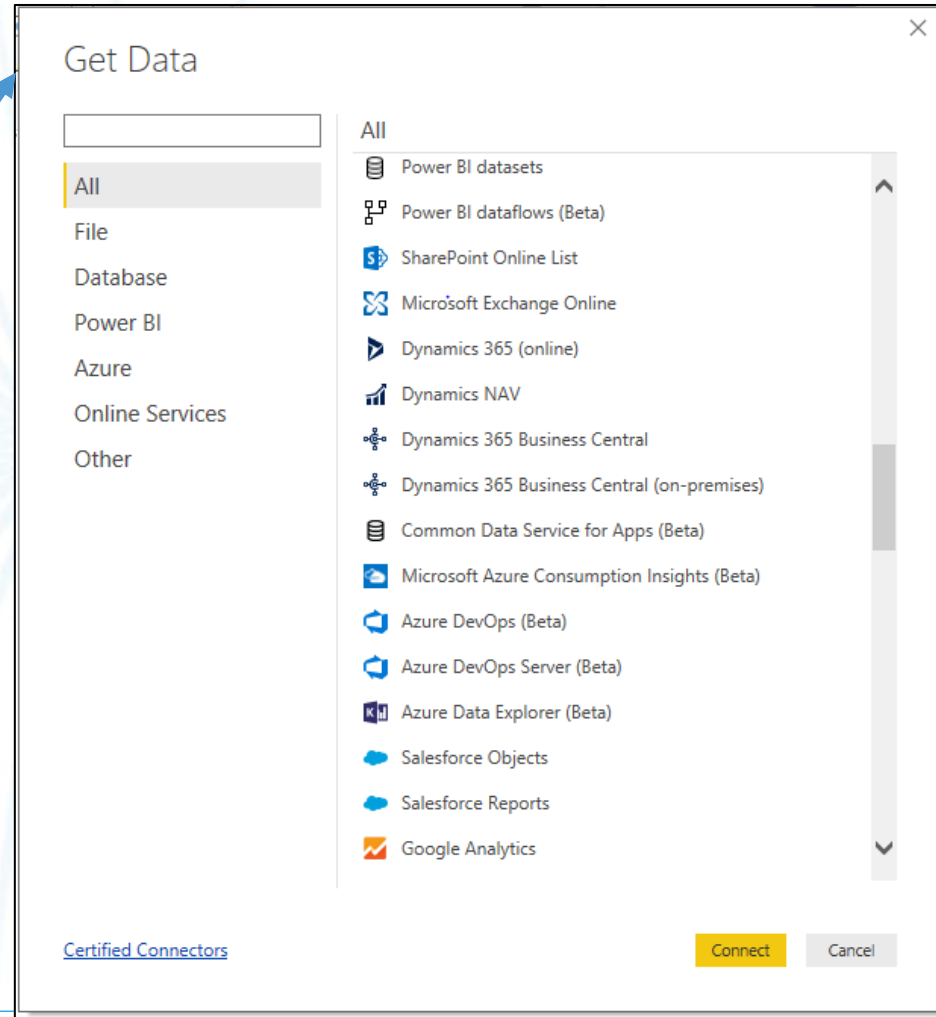 Get Data
All
File
Database
Power BI
Azure
Online Services
Other
All
Power BI datasets
Power BI dataflows (Beta)
SharePoint Online List
Microsoft Exchange Online
Dynamics 365 (online)
Dynamics NAV
Dynamics 365 Business Central
Dynamics 365 Business Central (on-premises)
Common Data Service for Apps (Beta)
Microsoft Azure Consumption Insights (Beta)
Azure DevOps (Beta)
Azure DevOps Server (Beta)
Azure Data Explorer (Beta)
Salesforce Objects
Salesforce Reports
Google Analytics
Certified Connectors
Connect
Cancel